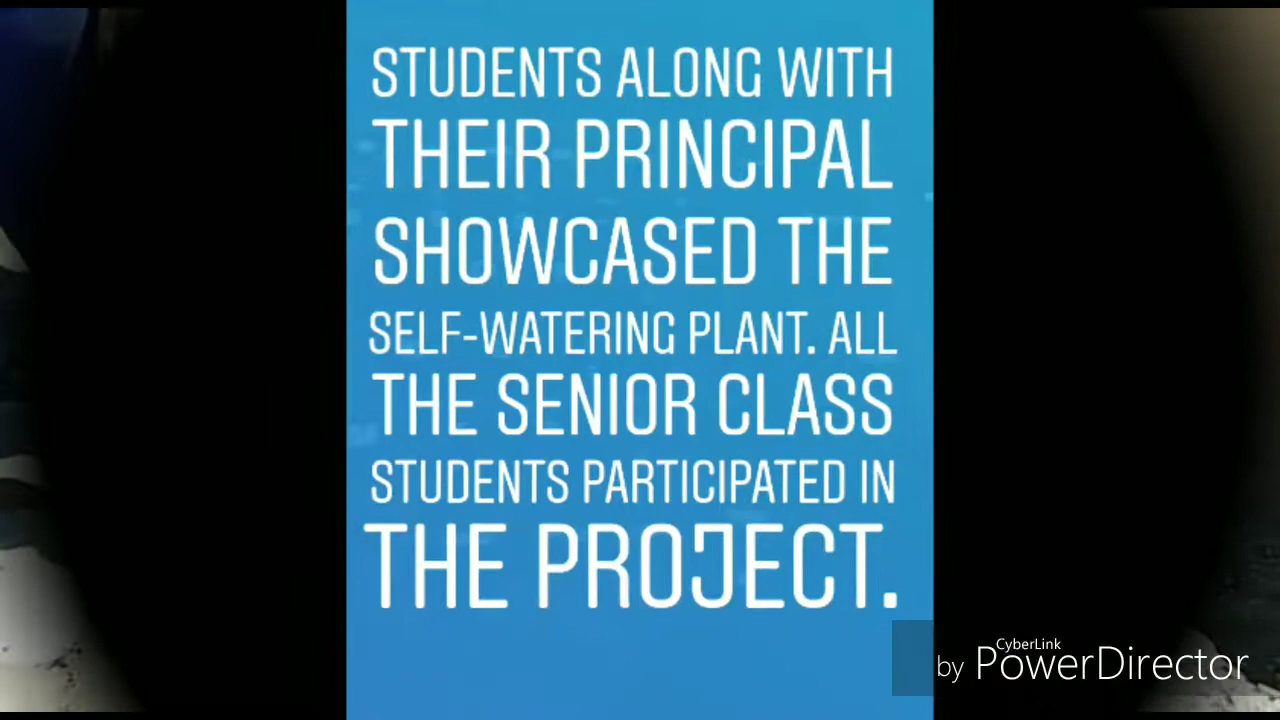 STUDENTS ALONG WITH
THEIR PRINCIPAL
SHOWCASED THE
SELF-WATERING PLANT. ALL
THE SENIOR CLASS
STUDENTS PARTICIPATED IN
THE PROJECT.
CyberLink
by PowerDirector